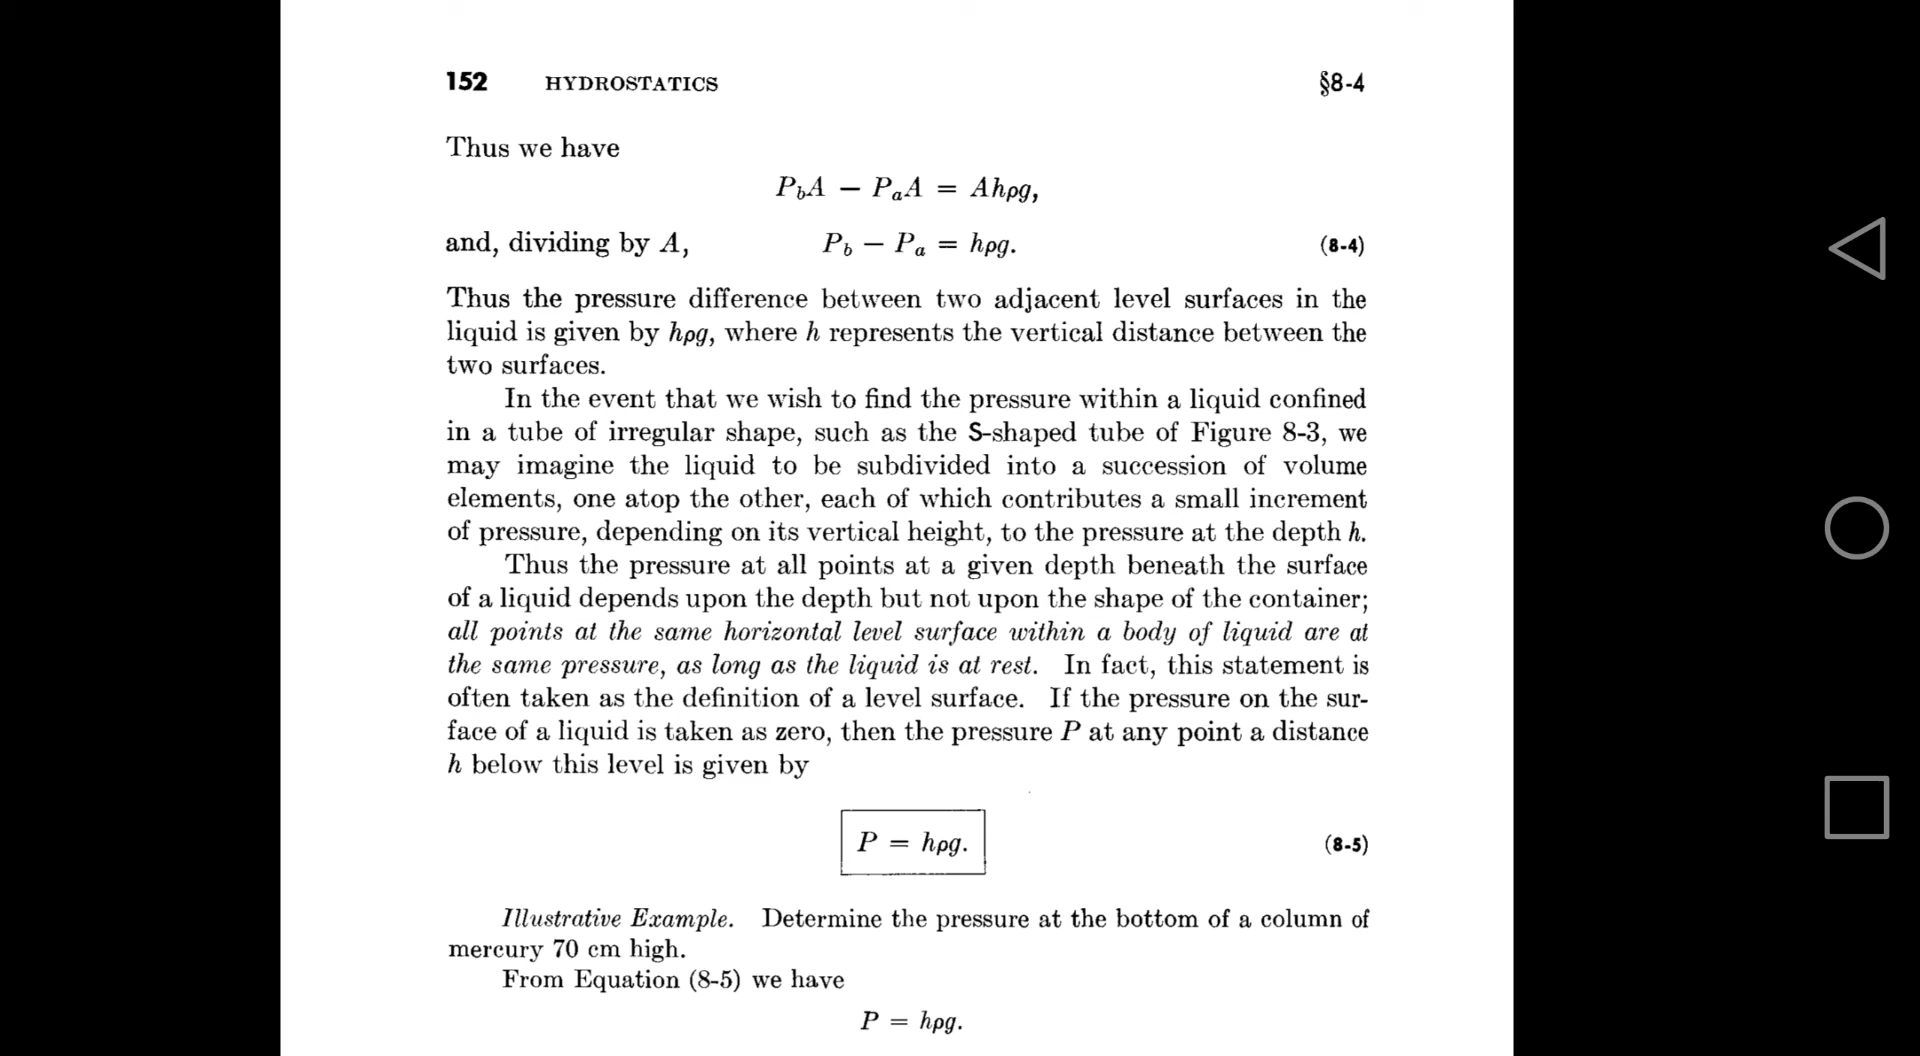 152 HYDROSTATICS §8-4
Thus we have
PbA − PaA = Ahρg,
and, dividing by A, Pb − Pa = hρg. (8-4)
Thus the pressure difference between two adjacent level surfaces in the
liquid is given by hρg, where h represents the vertical distance between the
two surfaces.
In the event that we wish to find the pressure within a liquid confined
in a tube of irregular shape, such as the S-shaped tube of Figure 8-3, we
may imagine the liquid to be subdivided into a succession of volume
elements, one atop the other, each of which contributes a small increment
of pressure, depending on its vertical height, to the pressure at the depth h.
Thus the pressure at all points at a given depth beneath the surface
of a liquid depends upon the depth but not upon the shape of the container;
all points at the same horizontal level surface within a body of liquid are at
the same pressure, as long as the liquid is at rest. In fact, this statement is
often taken as the definition of a level surface. If the pressure on the sur-
face of a liquid is taken as zero, then the pressure P at any point a distance
h below this level is given by
P = hρg. (8-5)
Illustrative Example. Determine the pressure at the bottom of a column of
mercury 70 cm high.
From Equation (8-5) we have
P = hρg.